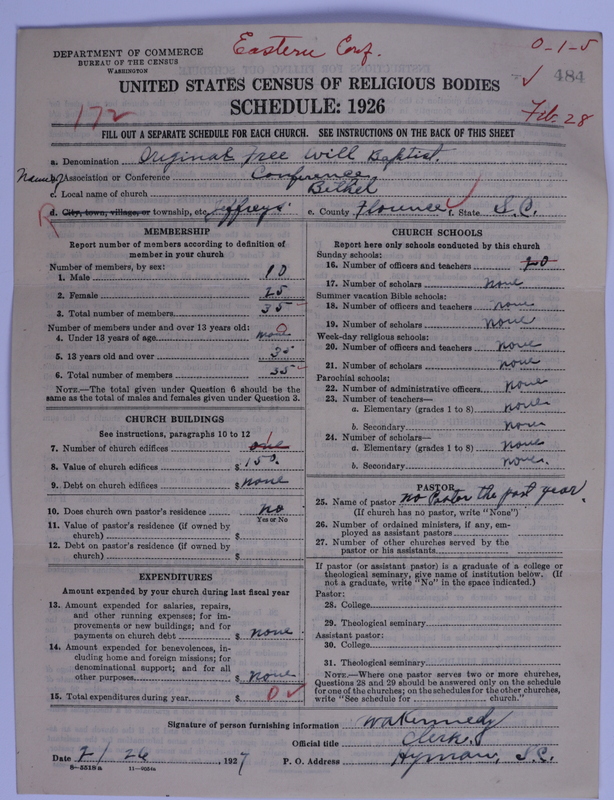 DEPARTMENT OF COMMERCE
BUREAU OF THE CENSUS
WASHINGTON
Eastern Conf.
0-1-5
484
UNITED STATES CENSUS OF RELIGIOUS BODIES
SCHEDULE: 1926
172
Feb. 28
FILL OUT A SEPARATE SCHEDULE FOR EACH CHURCH. SEE INSTRUCTIONS ON THE BACK OF THIS SHEET
a. Denomination Original Free Will Baptist.
Name of b. Association or Conference Conference
c. Local name of church Bethel
R d. City, town, village, or township, etc. Jeffreys e. County Florence f. State S.C.
MEMBERSHIP
Report number of members according to definition of member in your church
Number of members, by sex:
1. Male 10
2. Female 25
3. Total number of members 35
Number of members under and over 13 years old:
4. Under 13 years of age none 0
5. 13 years old and over 35
6. Total number of members 35
NOTE.—The total given under Question 6 should be the same as the total of males and females given under Question 3.
CHURCH BUILDINGS
See instructions, paragraphs 10 to 12
7. Number of church edifices one 1
8. Value of church edifices $ 150.
9. Debt on church edifices $ none
10. Does church own pastor's residence no
Yes or No
11. Value of pastor's residence (if owned by church) $
12. Debt on pastor's residence (if owned by church) $
EXPENDITURES
Amount expended by your church during last fiscal year
13. Amount expended for salaries, repairs, and other running expenses; for improvements or new buildings; and for payments on church debt $ none
14. Amount expended for benevolences, including home and foreign missions; for denominational support; and for all other purposes $ none
15. Total expenditures during year $ 0
CHURCH SCHOOLS
Report here only schools conducted by this church
Sunday schools:
16. Number of officers and teachers
17. Number of scholars none
Summer vacation Bible schools:
18. Number of officers and teachers none
19. Number of scholars none
Week-day religious schools:
20. Number of officers and teachers none
21. Number of scholars none
Parochial schools:
22. Number of administrative officers none
23. Number of teachers—
a. Elementary (grades 1 to 8) none
b. Secondary none
24. Number of scholars—
a. Elementary (grades 1 to 8) none
b. Secondary none.
PASTOR
25. Name of pastor no Pastor the past year.
(If church has no pastor, write "None")
26. Number of ordained ministers, if any, employed as assistant pastors
27. Number of other churches served by the pastor or his assistants
If pastor (or assistant pastor) is a graduate of a college or theological seminary, give name of institution below. (If not a graduate, write "No" in the space indicated.)
Pastor:
28. College
29. Theological seminary
Assistant pastor:
30. College
31. Theological seminary
NOTE.—Where one pastor serves two or more churches, Questions 28 and 29 should be answered only on the schedule for one of the churches; on the schedules for the other churches, write "See schedule for church."
Signature of person furnishing information W A Kennedy
Official title Clerk.
Date 2/26 1927 P. O. Address Hyman, S.C.
8-5518a 11-9054a